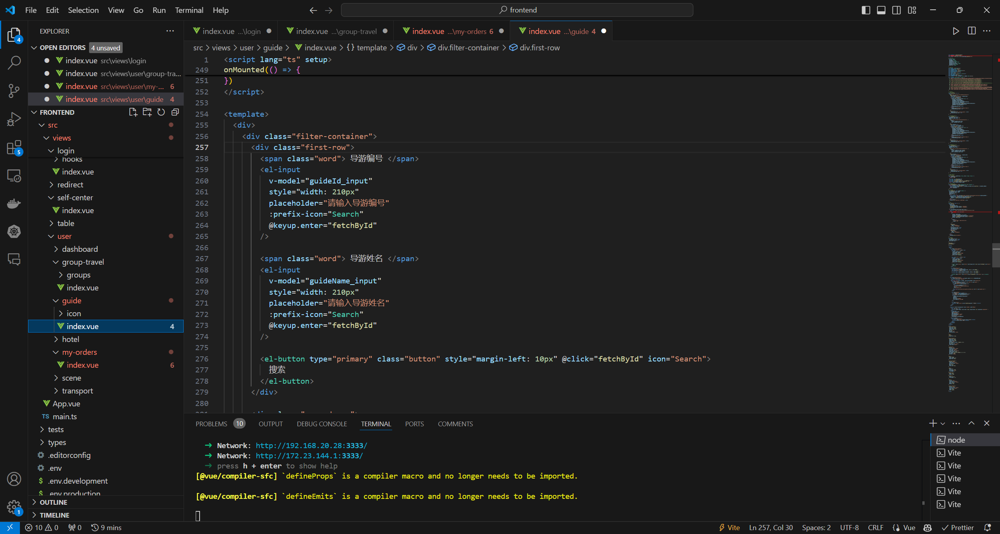 File Edit Selection View Go Run Terminal Help
frontend
EXPLORER
OPEN EDITORS 4 unsaved
index.vue src\views\login
index.vue src\views\user\group-tra...
index.vue src\views\user\my-... 6
index.vue src\views\user\guide 4
FRONTEND
src
views
login
hooks
index.vue
redirect
self-center
index.vue
table
user
dashboard
group-travel
groups
index.vue
guide
icon
index.vue 4
hotel
my-orders
index.vue 6
scene
transport
App.vue
TS main.ts
tests
types
.editorconfig
.env
$ .env.development
$ .env.production
OUTLINE
TIMELINE
4
5
1
index.vue ...\login
index.vue ...\group-travel
index.vue ...\my-orders 6
index.vue ...\guide 4
src > views > user > guide > index.vue > {} template > div > div.filter-container > div.first-row
1 <script lang="ts" setup>
249 onMounted(() => {
251 })
252 </script>
253
254 <template>
255 <div>
256 <div class="filter-container">
257 <div class="first-row">
258 <span class="word"> 导游编号 </span>
259 <el-input
260 v-model="guideId_input"
261 style="width: 210px"
262 placeholder="请输入导游编号"
263 :prefix-icon="Search"
264 @keyup.enter="fetchById"
265 />
266
267 <span class="word"> 导游姓名 </span>
268 <el-input
269 v-model="guideName_input"
270 style="width: 210px"
271 placeholder="请输入导游姓名"
272 :prefix-icon="Search"
273 @keyup.enter="fetchById"
274 />
275
276 <el-button type="primary" class="button" style="margin-left: 10px" @click="fetchById" icon="Search">
277 搜索
278 </el-button>
279 </div>
280
PROBLEMS 10 OUTPUT DEBUG CONSOLE TERMINAL PORTS COMMENTS
➜ Network: http://192.168.20.28:3333/
➜ Network: http://172.23.144.1:3333/
➜ press h + enter to show help
[@vue/compiler-sfc] `defineProps` is a compiler macro and no longer needs to be imported.
[@vue/compiler-sfc] `defineEmits` is a compiler macro and no longer needs to be imported.
node
Vite
Vite
Vite
Vite
Vite
10 0 0 9 mins
Vite Ln 257, Col 30 Spaces: 2 UTF-8 CRLF Vue Prettier